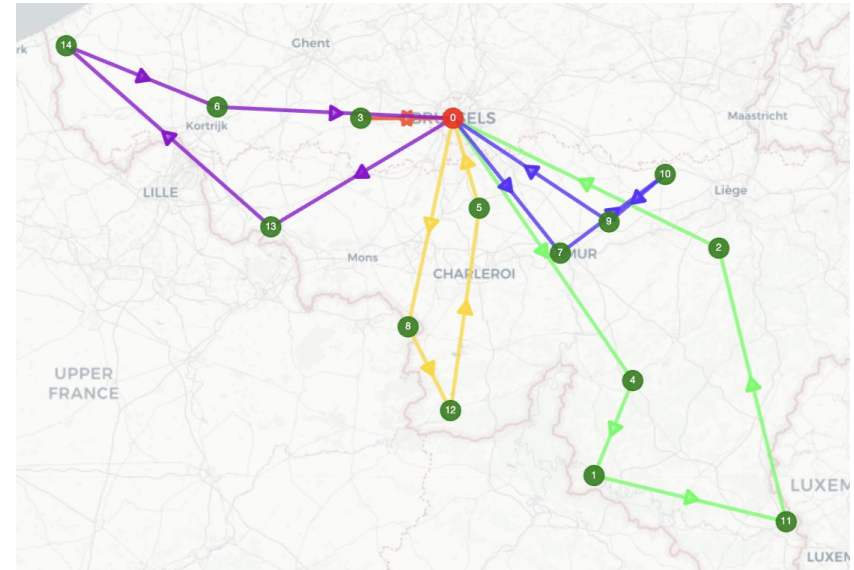 14
rk
Ghent
6
Kortrijk
3
0
Maastricht
LILLE
13
10
Liège
5
9
2
7
Mons
CHARLEROI
8
UPPER
FRANCE
4
12
1
LUXEM
11
LUXEM